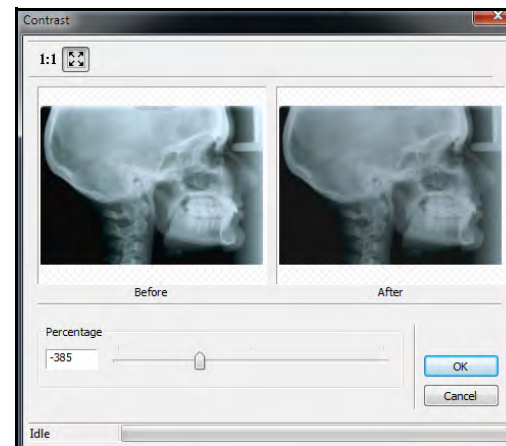 Contrast
1:1
Before
After
Percentage
-385
OK
Cancel
Idle